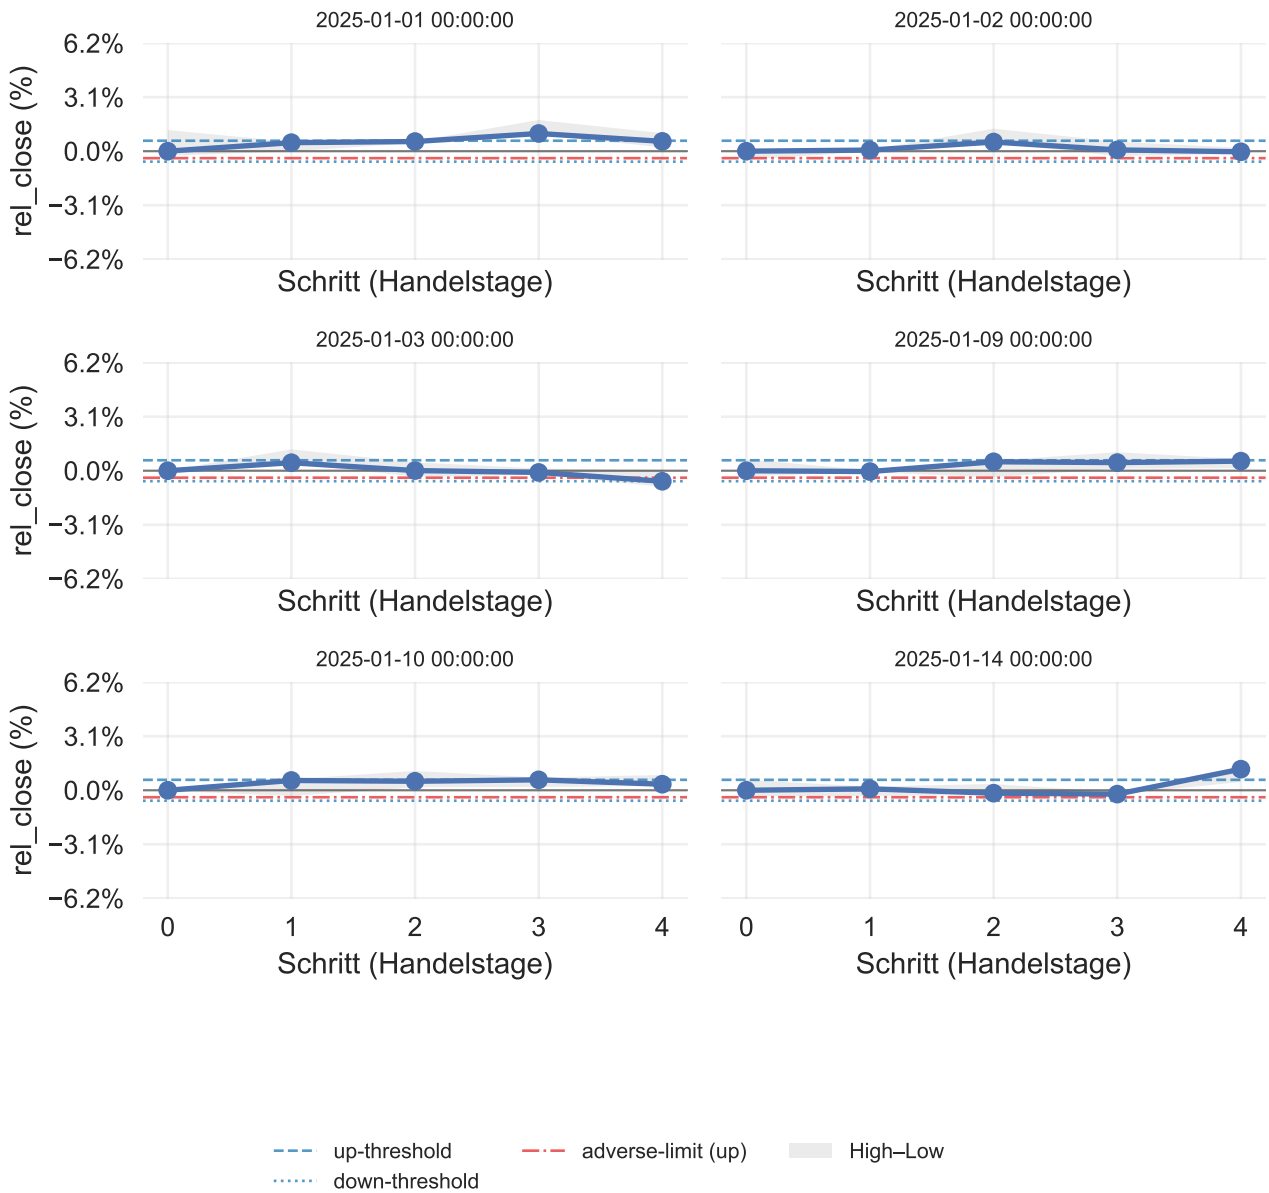 2025-01-01 00:00:00
2025-01-02 00:00:00
rel_close (%)
6.2%
3.1%
0.0%
−3.1%
−6.2%
Schritt (Handelstage)
Schritt (Handelstage)
2025-01-03 00:00:00
2025-01-09 00:00:00
rel_close (%)
6.2%
3.1%
0.0%
−3.1%
−6.2%
Schritt (Handelstage)
Schritt (Handelstage)
2025-01-10 00:00:00
2025-01-14 00:00:00
rel_close (%)
6.2%
3.1%
0.0%
−3.1%
−6.2%
0 1 2 3 4
0 1 2 3 4
Schritt (Handelstage)
Schritt (Handelstage)
up-threshold
adverse-limit (up)
High–Low
down-threshold